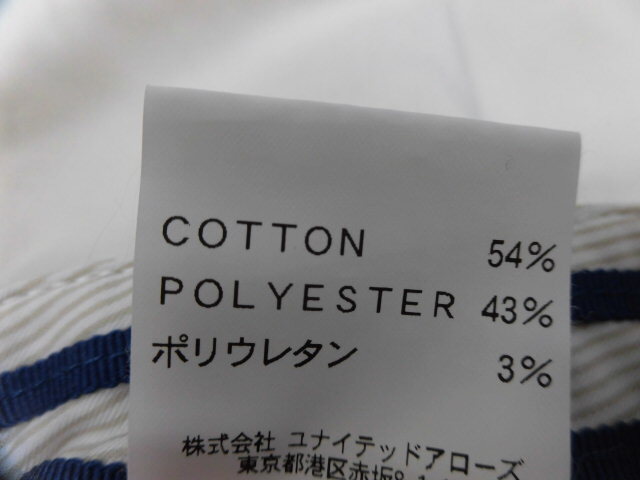 COTTON 54%
POLYESTER 43%
ポリウレタン 3%
株式会社 ユナイテッドアローズ
東京都港区赤坂8